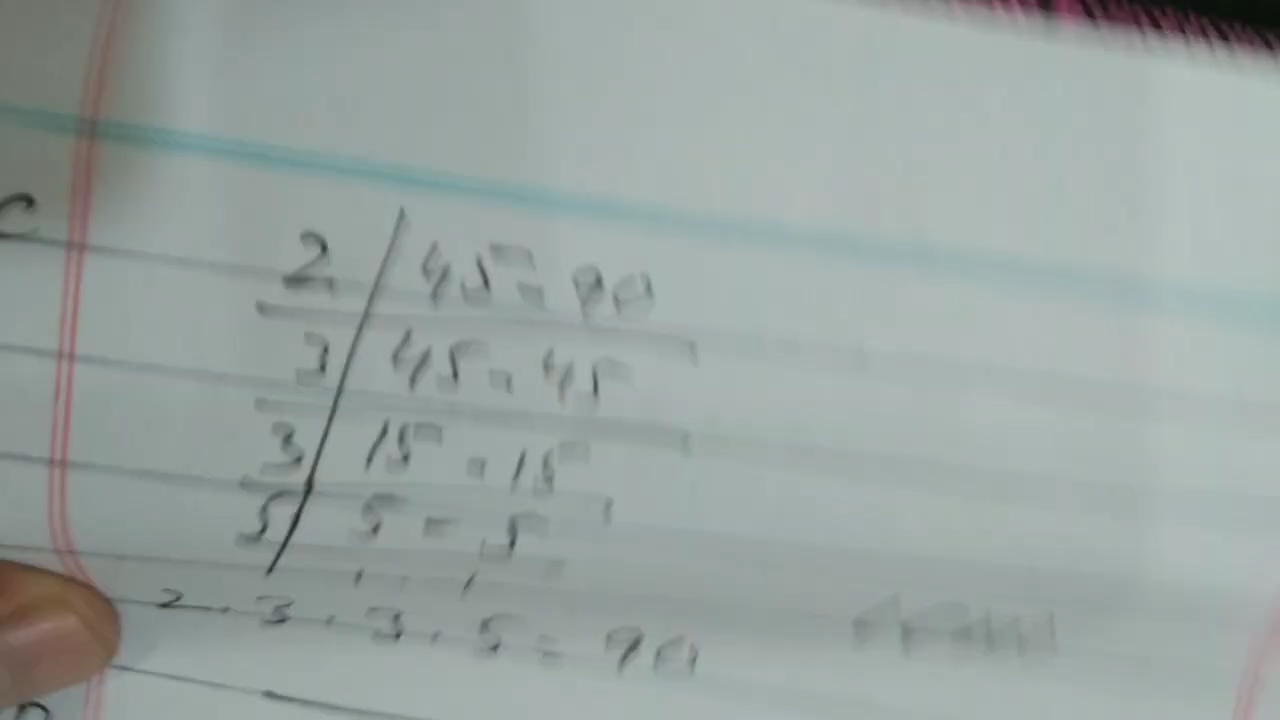 C
2 / 45 - 90
3 / 45 - 45
3 / 15 - 15
5 / 5 - 5
1 . 1
2 . 3 . 3 . 5 = 90